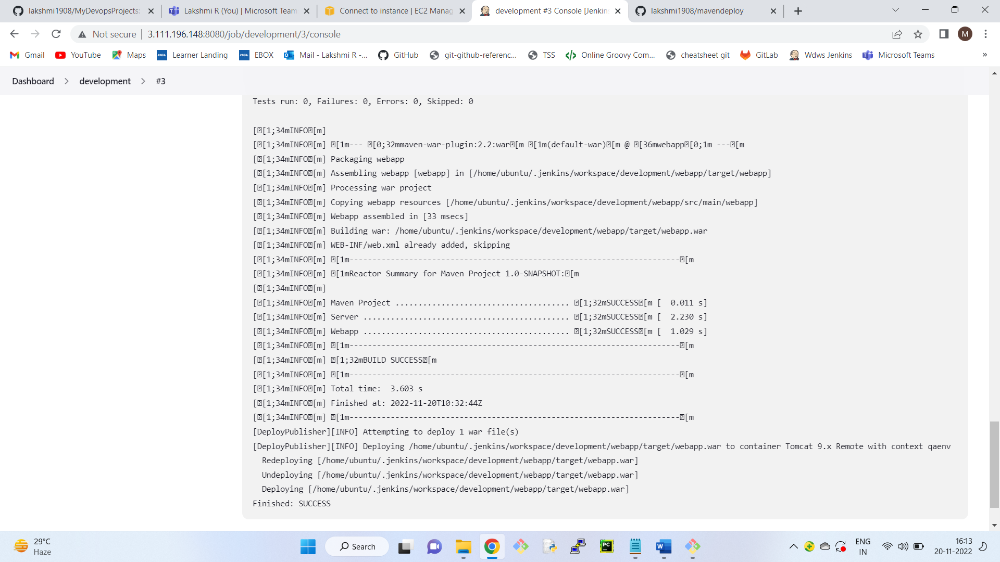 lakshmi1908/MyDevopsProjects:
Lakshmi R (You) | Microsoft Team
Connect to instance | EC2 Manag
development #3 Console [Jenkins
lakshmi1908/mavendeploy
Not secure
3.111.196.148:8080/job/development/3/console
M
Gmail
YouTube
Maps
HCL Learner Landing
HCL EBOX
Mail - Lakshmi R -...
GitHub
git-github-referenc...
TSS
Online Groovy Com...
cheatsheet git
GitLab
Wdws Jenkins
Microsoft Teams
»
Dashboard > development > #3
Tests run: 0, Failures: 0, Errors: 0, Skipped: 0
[[1;34mINFO[m]
[[1;34mINFO[m] [1m--- [0;32mmaven-war-plugin:2.2:war[m [1m(default-war)[m @ [36mwebapp[0;1m ---[m
[[1;34mINFO[m] Packaging webapp
[[1;34mINFO[m] Assembling webapp [webapp] in [/home/ubuntu/.jenkins/workspace/development/webapp/target/webapp]
[[1;34mINFO[m] Processing war project
[[1;34mINFO[m] Copying webapp resources [/home/ubuntu/.jenkins/workspace/development/webapp/src/main/webapp]
[[1;34mINFO[m] Webapp assembled in [33 msecs]
[[1;34mINFO[m] Building war: /home/ubuntu/.jenkins/workspace/development/webapp/target/webapp.war
[[1;34mINFO[m] WEB-INF/web.xml already added, skipping
[[1;34mINFO[m] [1m------------------------------------------------------------------------[m
[[1;34mINFO[m] [1mReactor Summary for Maven Project 1.0-SNAPSHOT:[m
[[1;34mINFO[m]
[[1;34mINFO[m] Maven Project ...................................... [1;32mSUCCESS[m [  0.011 s]
[[1;34mINFO[m] Server ............................................. [1;32mSUCCESS[m [  2.230 s]
[[1;34mINFO[m] Webapp ............................................. [1;32mSUCCESS[m [  1.029 s]
[[1;34mINFO[m] [1m------------------------------------------------------------------------[m
[[1;34mINFO[m] [1;32mBUILD SUCCESS[m
[[1;34mINFO[m] [1m------------------------------------------------------------------------[m
[[1;34mINFO[m] Total time:  3.603 s
[[1;34mINFO[m] Finished at: 2022-11-20T10:32:44Z
[[1;34mINFO[m] [1m------------------------------------------------------------------------[m
[DeployPublisher][INFO] Attempting to deploy 1 war file(s)
[DeployPublisher][INFO] Deploying /home/ubuntu/.jenkins/workspace/development/webapp/target/webapp.war to container Tomcat 9.x Remote with context qaenv
Redeploying [/home/ubuntu/.jenkins/workspace/development/webapp/target/webapp.war]
Undeploying [/home/ubuntu/.jenkins/workspace/development/webapp/target/webapp.war]
Deploying [/home/ubuntu/.jenkins/workspace/development/webapp/target/webapp.war]
Finished: SUCCESS
29°C
Haze
Search
PC
W
ENG
IN
16:13
20-11-2022